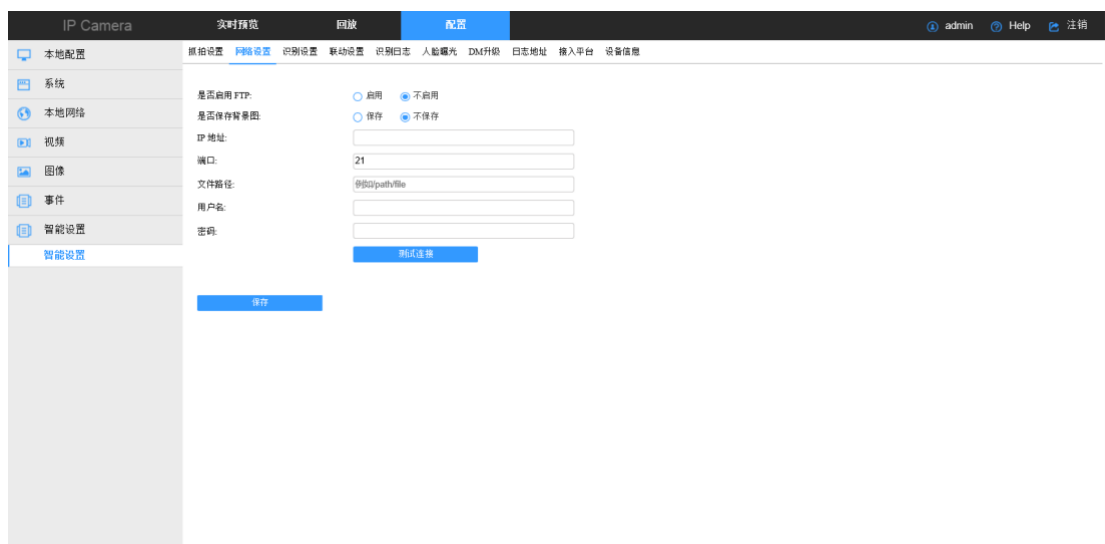 IP Camera 实时预览 回放 配置 admin Help 注销
本地配置
系统
本地网络
视频
图像
事件
智能设置
智能设置
抓拍设置 网络设置 识别设置 联动设置 识别日志 人脸曝光 DM升级 日志地址 接入平台 设备信息
是否启用 FTP: 启用 不启用
是否保存背景图: 保存 不保存
IP 地址:
端口: 21
文件路径: 例如/path/file
用户名:
密码:
测试连接
保存